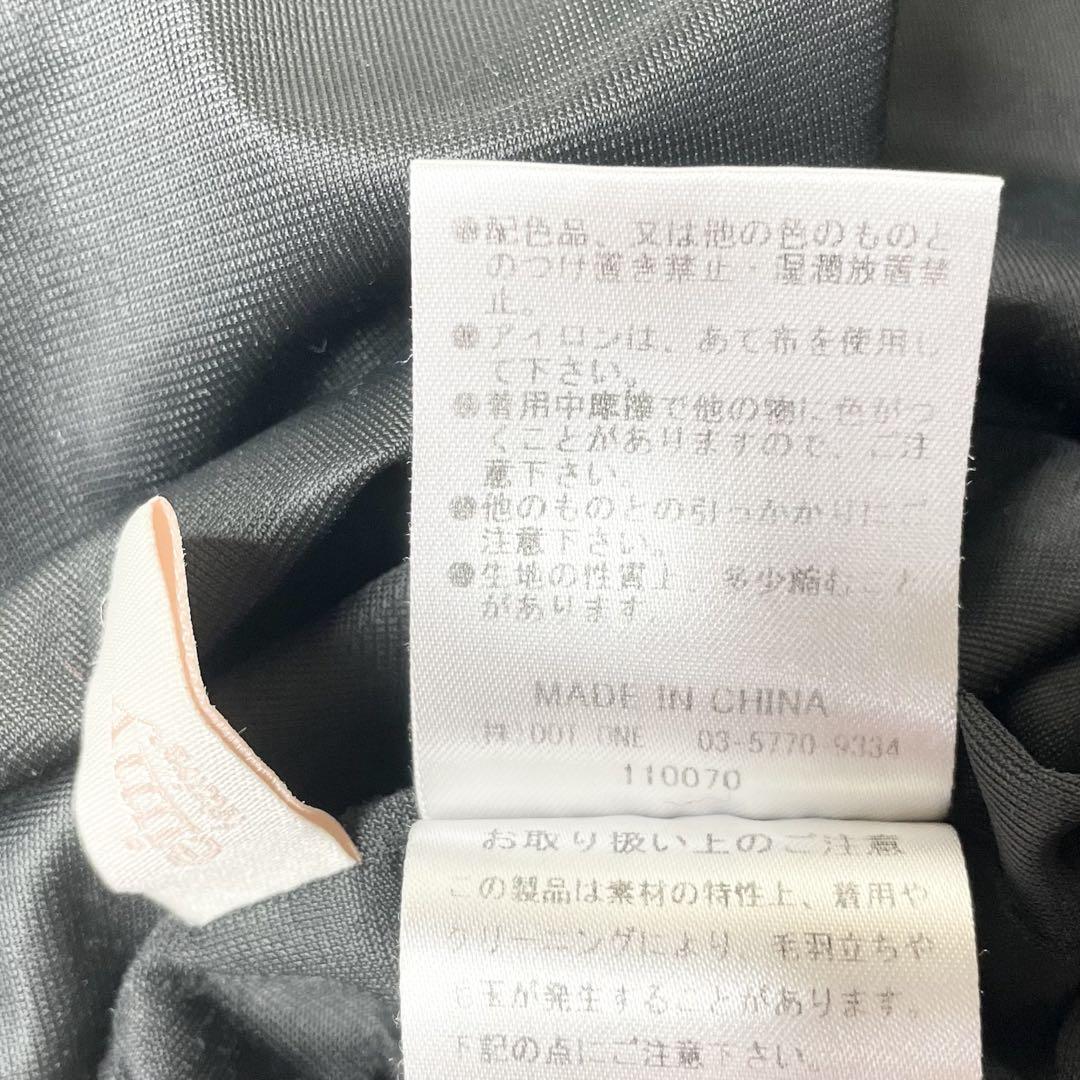 ●配色品、又は他の色のものと
のつけ置き禁止・湿潤放置禁
止。
●アイロンは、あて布を使用し
て下さい。
●着用中摩擦で他の物に色がつ
くことがありますので、ご注
意下さい。
●他のものとの引っかかりにご
注意下さい。
●生地の性質上、多少縮むこと
があります
MADE IN CHINA
(株)DOT ONE 03-5770-9334
110070
お取り扱い上のご注意
この製品は素材の特性上、着用や
クリーニングにより、毛羽立ちや
毛玉が発生することがあります。
下記の点にご注意下さい。